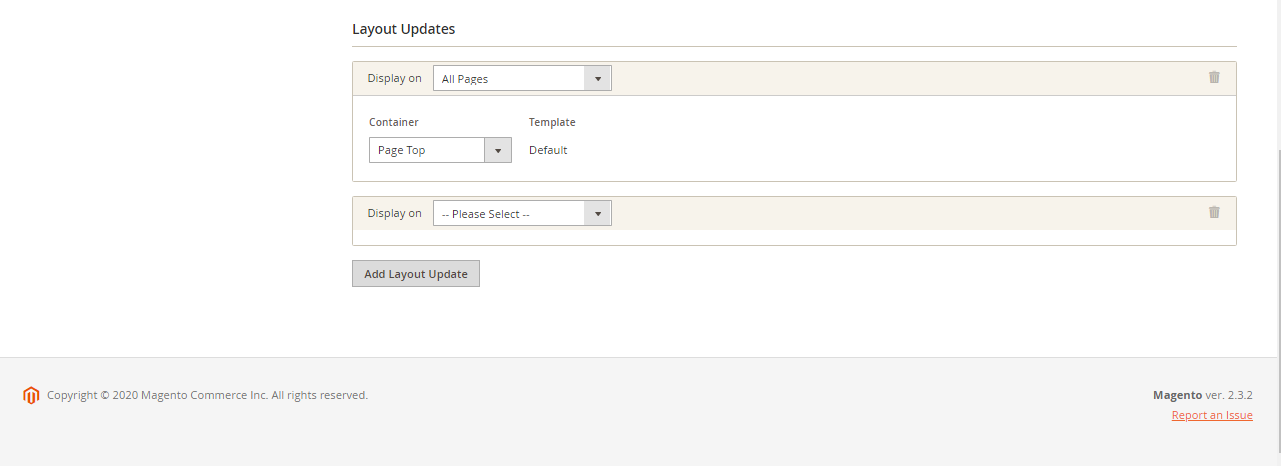 Layout Updates
Display on All Pages
Container Template
Page Top Default
Display on -- Please Select --
Add Layout Update
Copyright © 2020 Magento Commerce Inc. All rights reserved. Magento ver. 2.3.2
Report an Issue